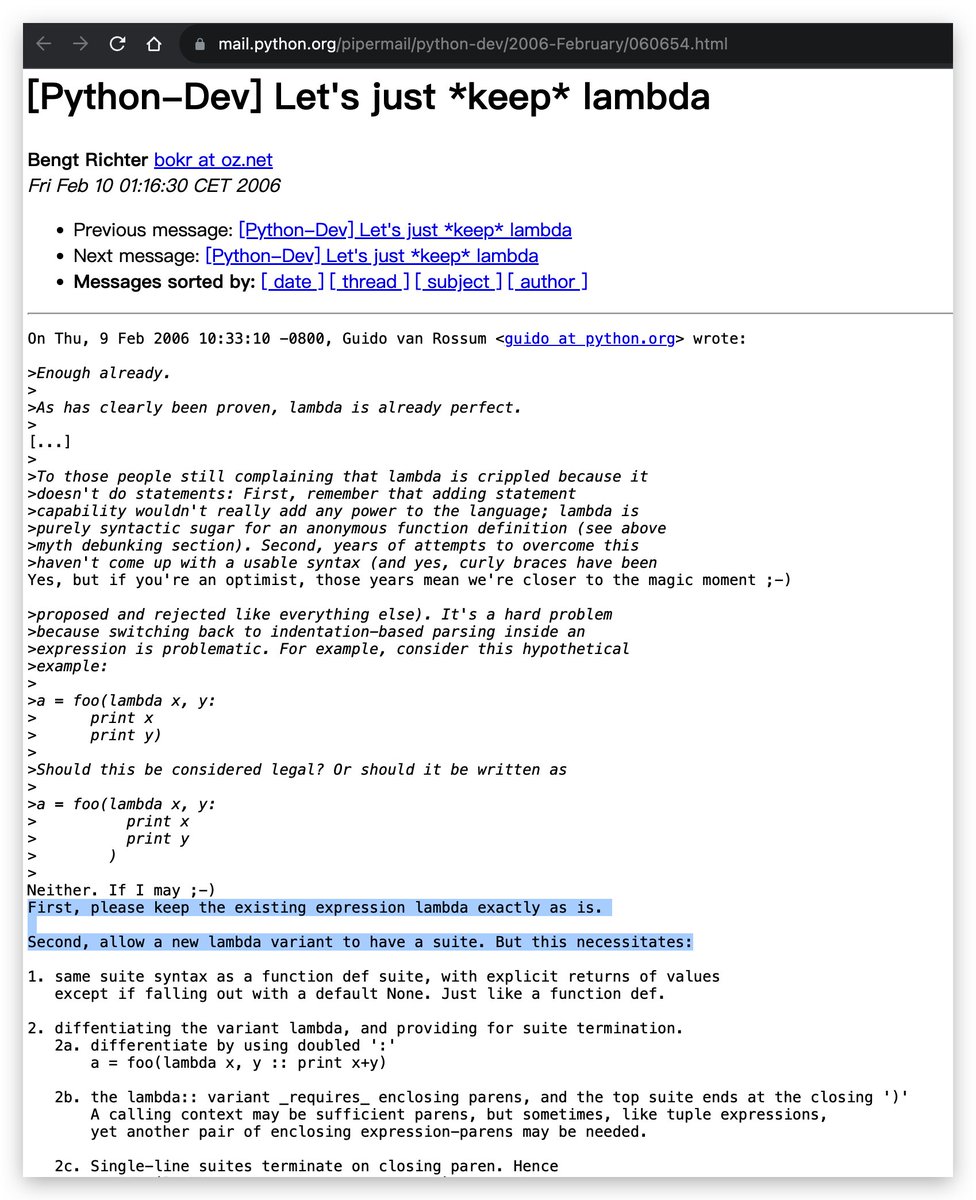 mail.python.org/pipermail/python-dev/2006-February/060654.html
[Python-Dev] Let's just *keep* lambda
Bengt Richter bokr at oz.net
Fri Feb 10 01:16:30 CET 2006
• Previous message: [Python-Dev] Let's just *keep* lambda
• Next message: [Python-Dev] Let's just *keep* lambda
• Messages sorted by: [ date ] [ thread ] [ subject ] [ author ]
On Thu, 9 Feb 2006 10:33:10 -0800, Guido van Rossum <guido at python.org> wrote:
>Enough already.
>
>As has clearly been proven, lambda is already perfect.
>
[...]
>
>To those people still complaining that lambda is crippled because it
>doesn't do statements: First, remember that adding statement
>capability wouldn't really add any power to the language; lambda is
>purely syntactic sugar for an anonymous function definition (see above
>myth debunking section). Second, years of attempts to overcome this
>haven't come up with a usable syntax (and yes, curly braces have been
Yes, but if you're an optimist, those years mean we're closer to the magic moment ;-)
>proposed and rejected like everything else). It's a hard problem
>because switching back to indentation-based parsing inside an
>expression is problematic. For example, consider this hypothetical
>example:
>
>a = foo(lambda x, y:
>      print x
>      print y)
>
>Should this be considered legal? Or should it be written as
>
>a = foo(lambda x, y:
>          print x
>          print y
>        )
>
Neither. If I may ;-)
First, please keep the existing expression lambda exactly as is.
Second, allow a new lambda variant to have a suite. But this necessitates:
1. same suite syntax as a function def suite, with explicit returns of values
   except if falling out with a default None. Just like a function def.
2. diffentiating the variant lambda, and providing for suite termination.
   2a. differentiate by using doubled ':'
       a = foo(lambda x, y :: print x+y)
   2b. the lambda:: variant _requires_ enclosing parens, and the top suite ends at the closing ')'
       A calling context may be sufficient parens, but sometimes, like tuple expressions,
       yet another pair of enclosing expression-parens may be needed.
   2c. Single-line suites terminate on closing paren. Hence